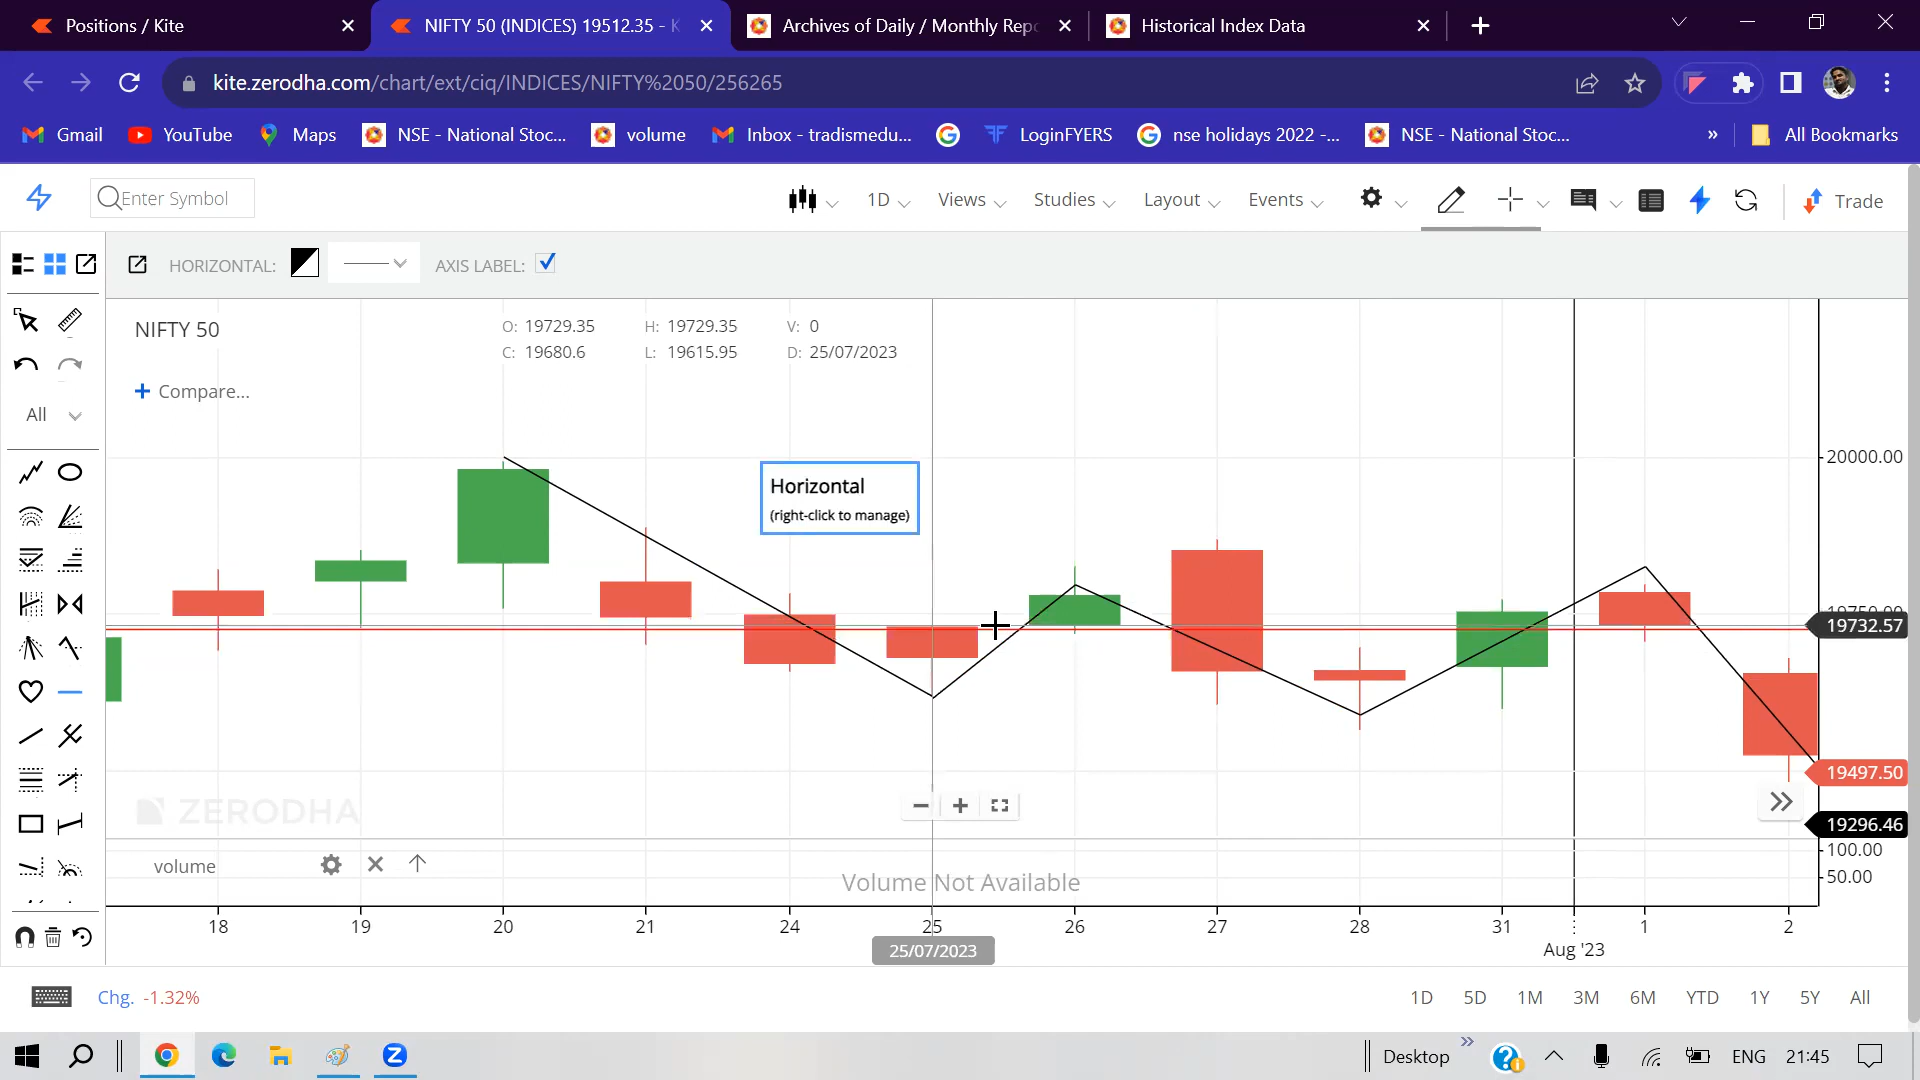 Positions / Kite
NIFTY 50 (INDICES) 19512.35 - K
Archives of Daily / Monthly Repo
Historical Index Data
kite.zerodha.com/chart/ext/ciq/INDICES/NIFTY%2050/256265
Gmail
YouTube
Maps
NSE - National Stoc...
volume
Inbox - tradismedu...
LoginFYERS
nse holidays 2022 -...
NSE - National Stoc...
»
All Bookmarks
Enter Symbol
1D
Views
Studies
Layout
Events
Trade
HORIZONTAL:
AXIS LABEL:
NIFTY 50
O: 19729.35 H: 19729.35 V: 0
C: 19680.6 L: 19615.95 D: 25/07/2023
+ Compare...
All
Horizontal
(right-click to manage)
20000.00
19750.00
19732.57
19497.50
19296.46
ZERODHA
volume
Volume Not Available
100.00
50.00
18 19 20 21 24 25 26 27 28 31 1 2
25/07/2023
Aug '23
Chg. -1.32%
1D 5D 1M 3M 6M YTD 1Y 5Y All
Desktop
»
ENG
21:45